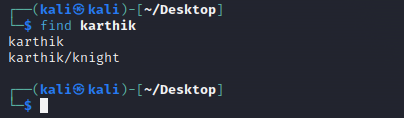 ┌──(kali㉿kali)-[~/Desktop]
└─$ find karthik
karthik
karthik/knight

┌──(kali㉿kali)-[~/Desktop]
└─$